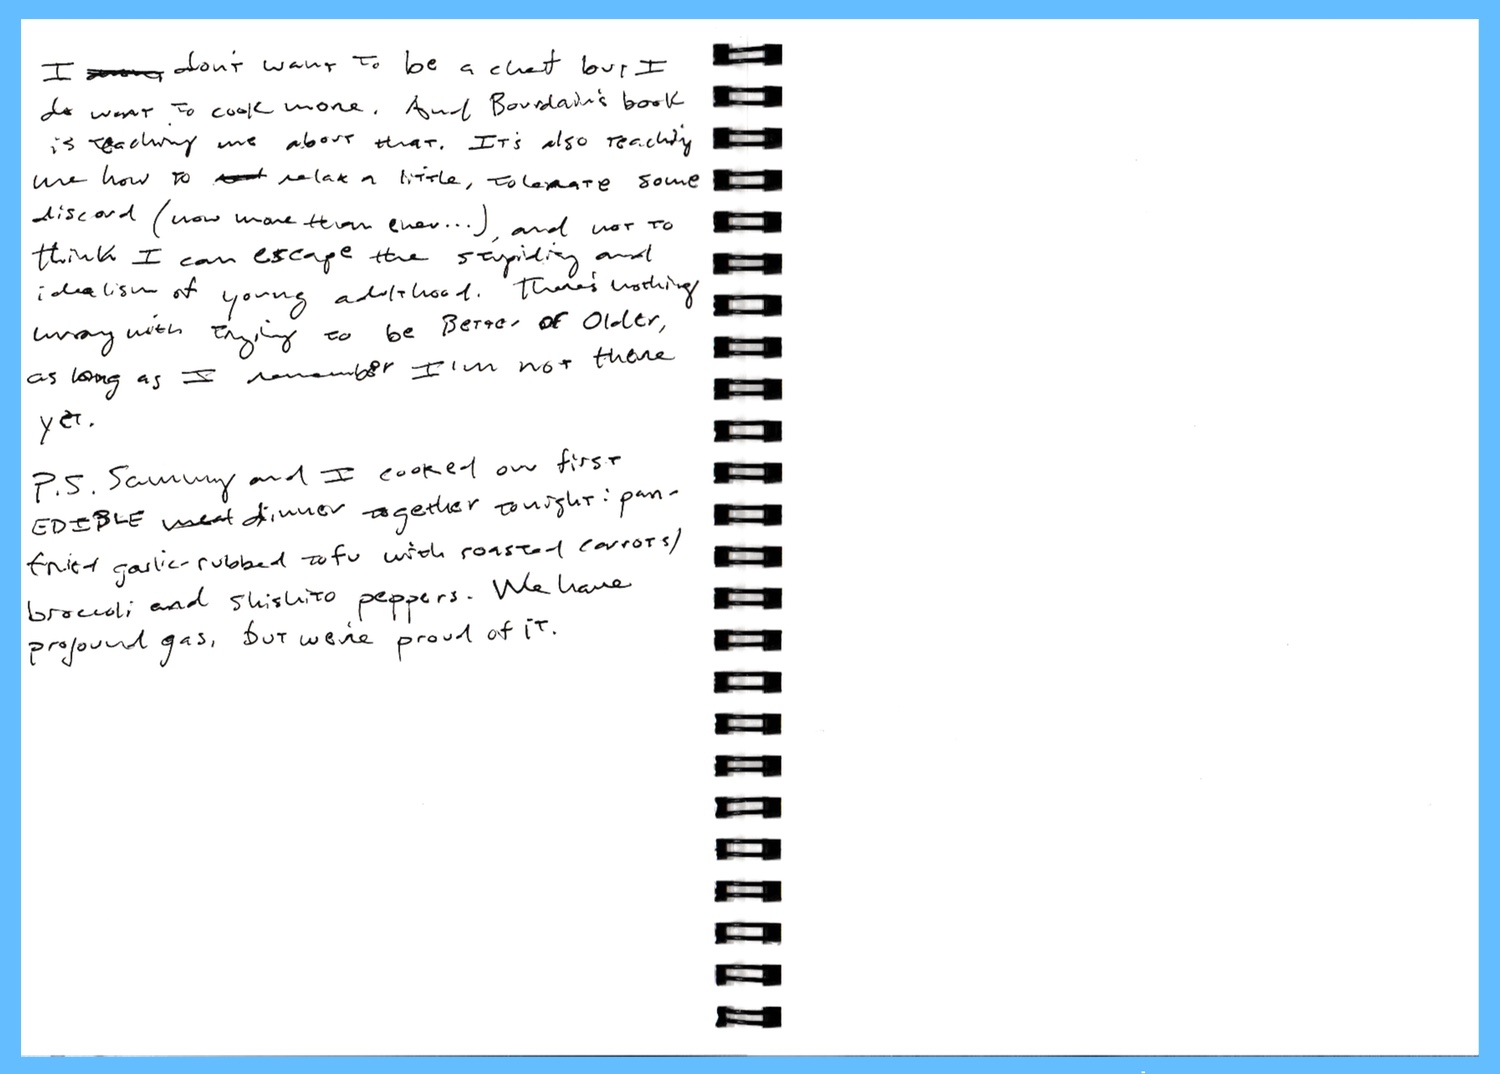 I don't want to be a chef but I
do want to cook more. And Bourdain's book
is teaching me about that. It's also teaching
me how to relax a little, tolerate some
discord (now more than ever...), and not to
think I can escape the stupidity and
idealism of young adulthood. There's nothing
wrong with trying to be Better or Older,
as long as I remember I'm not there
yet.
P.S. Sammy and I cooked our first
EDIBLE meat dinner together tonight: pan-
fried garlic-rubbed tofu with roasted carrots/
broccoli and shishito peppers. We have
profound gas, but we're proud of it.